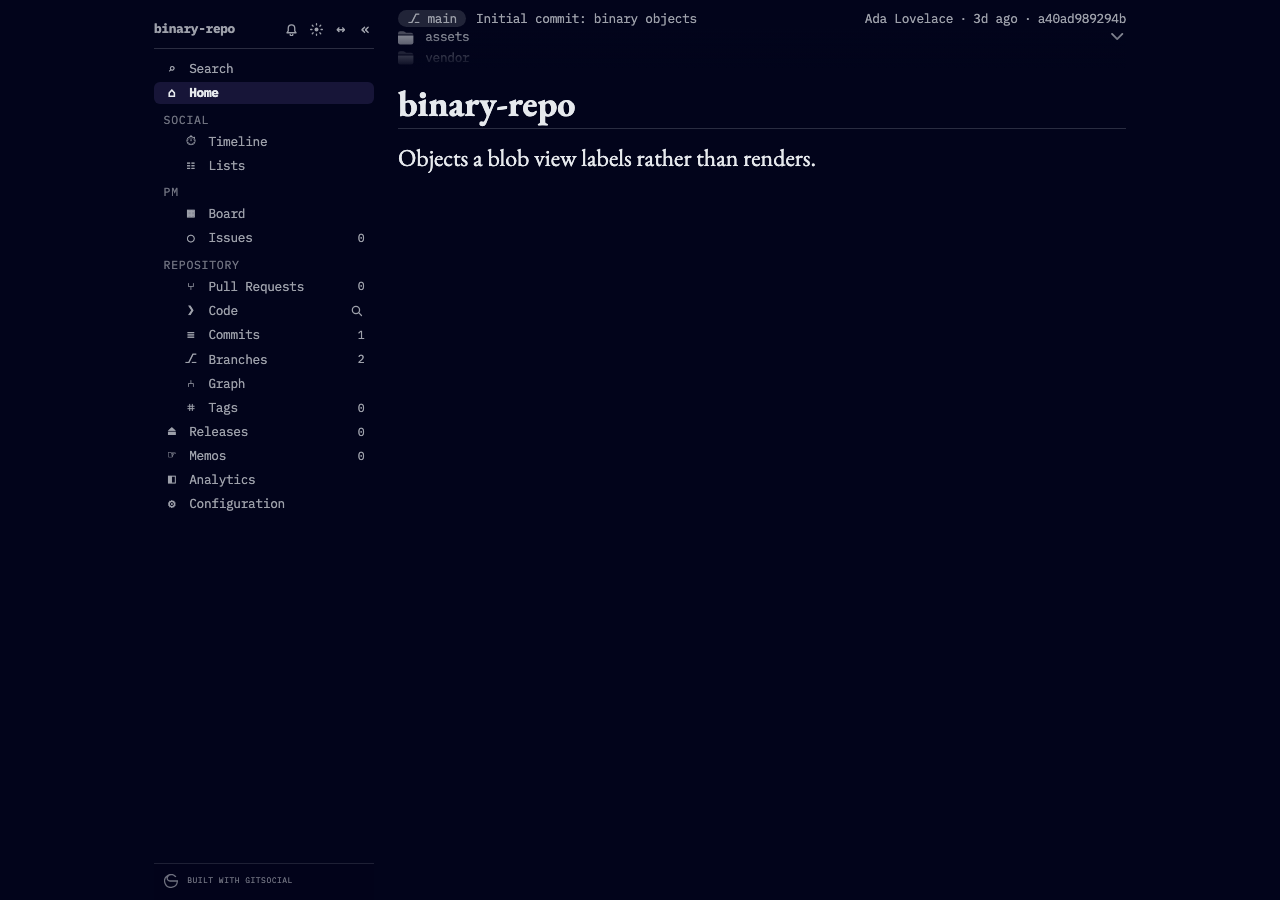 binary-repo
Search
Home
SOCIAL
Timeline
Lists
PM
Board
Issues 0
REPOSITORY
Pull Requests 0
Code
Commits 1
Branches 2
Graph
Tags 0
Releases 0
Memos 0
Analytics
Configuration
BUILT WITH GITSOCIAL
main Initial commit: binary objects Ada Lovelace · 3d ago · a40ad989294b
assets
vendor
binary-repo
Objects a blob view labels rather than renders.